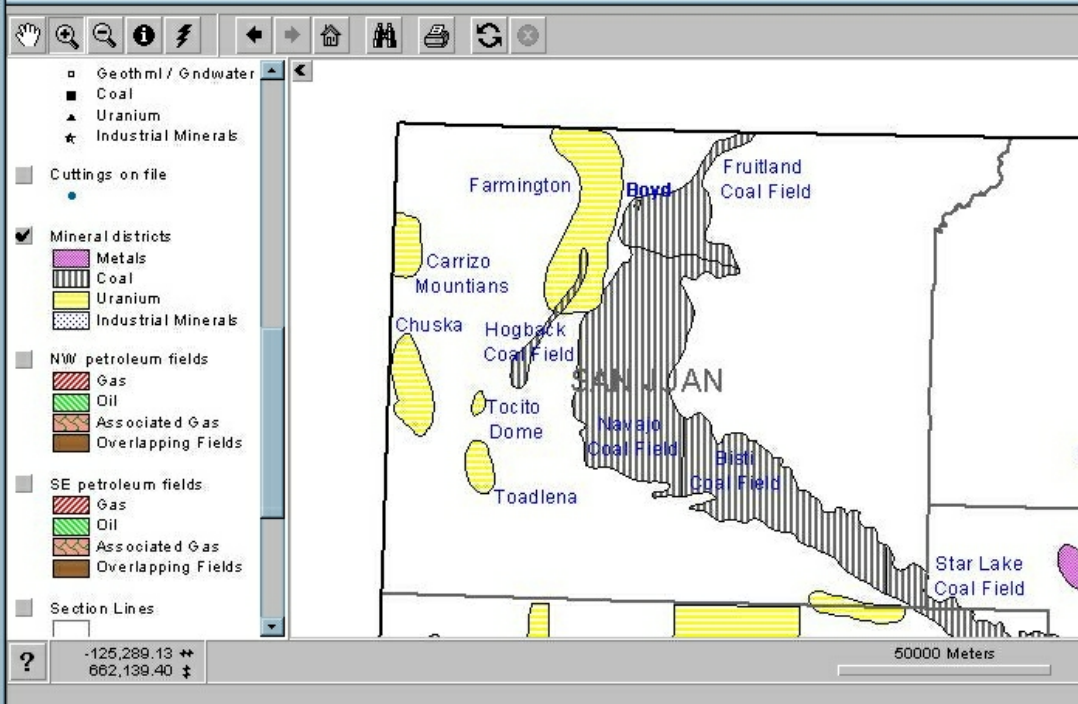 Geothml / Gndwater
Coal
Uranium
Industrial Minerals
Cuttings on file
Mineral districts
Metals
Coal
Uranium
Industrial Minerals
NW petroleum fields
Gas
Oil
Associated Gas
Overlapping Fields
SE petroleum fields
Gas
Oil
Associated Gas
Overlapping Fields
Section Lines
Farmington
Boyd
Fruitland
Coal Field
Carrizo
Mountians
Chuska
Hogback
Coal Field
SAN JUAN
Tocito
Dome
Navajo
Coal Field
Bisti
Coal Field
Toadlena
Star Lake
Coal Field
?
-125,289.13
662,139.40
50000 Meters